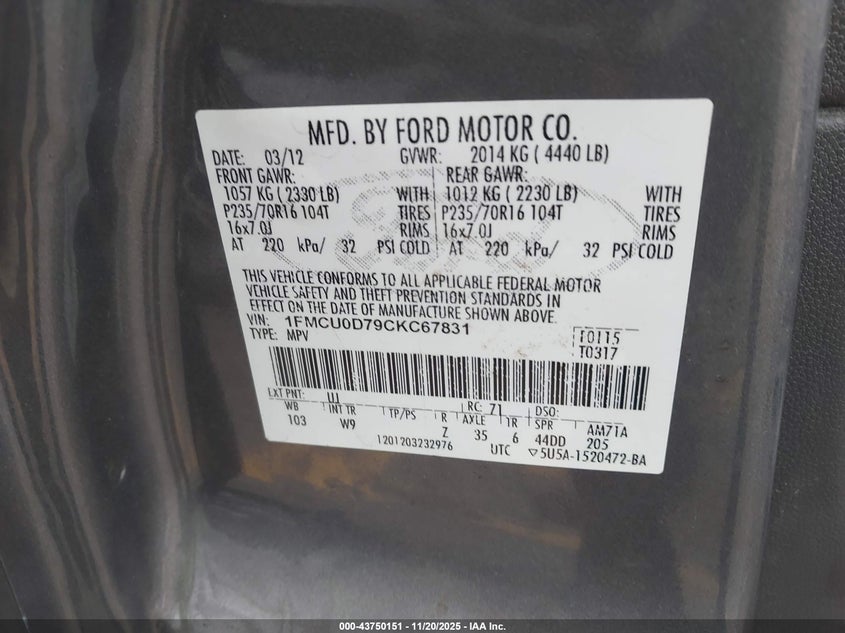 MFD. BY FORD MOTOR CO.
DATE: 03/12 GVWR: 2014 KG ( 4440 LB)
FRONT GAWR: REAR GAWR:
1057 KG ( 2330 LB) WITH 1012 KG ( 2230 LB) WITH
P235/70R16 104T TIRES P235/70R16 104T TIRES
16x7.0J RIMS 16x7.0J RIMS
AT 220 kPa/ 32 PSI COLD AT 220 kPa/ 32 PSI COLD
THIS VEHICLE CONFORMS TO ALL APPLICABLE FEDERAL MOTOR
VEHICLE SAFETY AND THEFT PREVENTION STANDARDS IN
EFFECT ON THE DATE OF MANUFACTURE SHOWN ABOVE.
VIN: 1FMCU0D79CKC67831
TYPE: MPV
T0115
T0317
EXT PNT: UJ RC: 71 DSO:
WB INT TR TP/PS R AXLE TR SPR AM71A
103 W9 Z 35 6 44DD 205
1201203232976 UTC ▽5U5A-1520472-BA
000-43750151 — 11/20/2025 — IAA Inc.